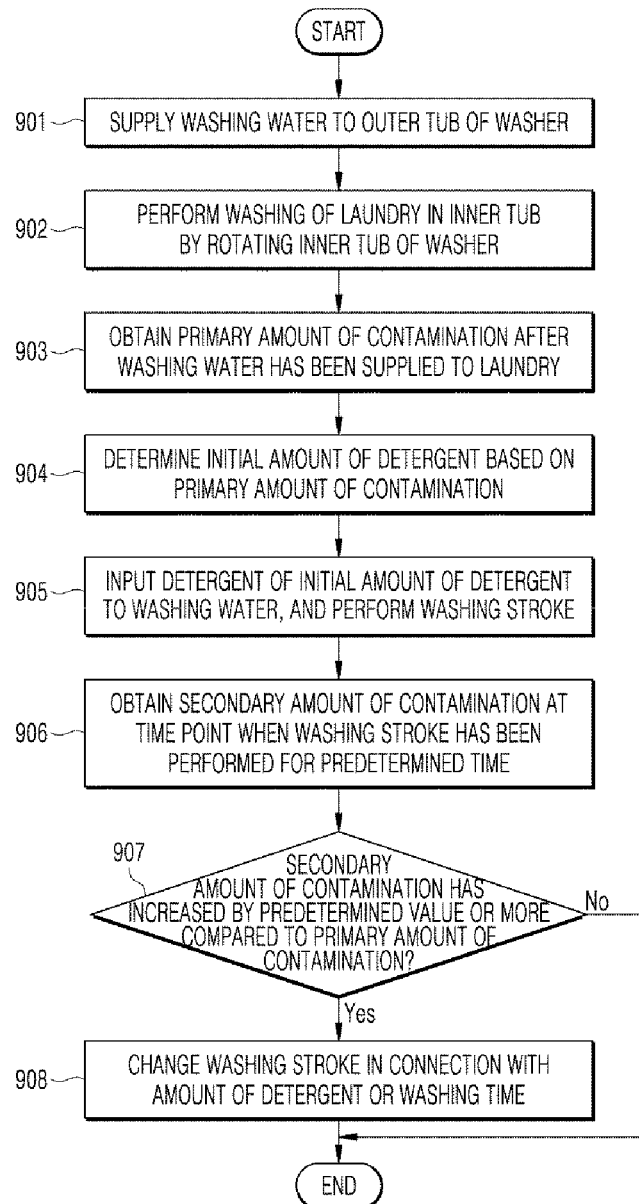 START
901
SUPPLY WASHING WATER TO OUTER TUB OF WASHER
902
PERFORM WASHING OF LAUNDRY IN INNER TUB
BY ROTATING INNER TUB OF WASHER
903
OBTAIN PRIMARY AMOUNT OF CONTAMINATION AFTER
WASHING WATER HAS BEEN SUPPLIED TO LAUNDRY
904
DETERMINE INITIAL AMOUNT OF DETERGENT BASED ON
PRIMARY AMOUNT OF CONTAMINATION
905
INPUT DETERGENT OF INITIAL AMOUNT OF DETERGENT
TO WASHING WATER, AND PERFORM WASHING STROKE
906
OBTAIN SECONDARY AMOUNT OF CONTAMINATION AT
TIME POINT WHEN WASHING STROKE HAS BEEN
PERFORMED FOR PREDETERMINED TIME
907
SECONDARY
AMOUNT OF CONTAMINATION HAS
INCREASED BY PREDETERMINED VALUE OR MORE
COMPARED TO PRIMARY AMOUNT OF
CONTAMINATION?
No
Yes
908
CHANGE WASHING STROKE IN CONNECTION WITH
AMOUNT OF DETERGENT OR WASHING TIME
END